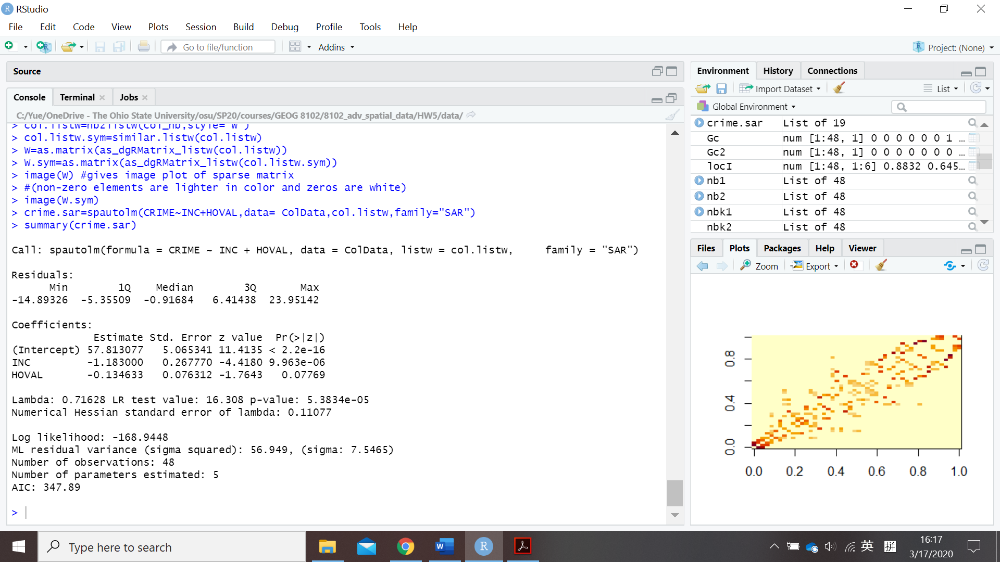 RStudio
File Edit Code View Plots Session Build Debug Profile Tools Help
Go to file/function Addins Project: (None)
Source
Console Terminal Jobs
C:/Yue/OneDrive - The Ohio State University/osu/SP20/courses/GEOG 8102/8102_adv_spatial_data/HW5/data/
> col.listw=nb2listw(col_nb,style="W")
> col.listw.sym=similar.listw(col.listw)
> W=as.matrix(as_dgRMatrix_listw(col.listw))
> W.sym=as.matrix(as_dgRMatrix_listw(col.listw.sym))
> image(W) #gives image plot of sparse matrix
> #(non-zero elements are lighter in color and zeros are white)
> image(W.sym)
> crime.sar=spautolm(CRIME~INC+HOVAL,data= ColData,col.listw,family="SAR")
> summary(crime.sar)
Call: spautolm(formula = CRIME ~ INC + HOVAL, data = ColData, listw = col.listw, family = "SAR")
Residuals:
Min 1Q Median 3Q Max
-14.89326 -5.35509 -0.91684 6.41438 23.95142
Coefficients:
Estimate Std. Error z value Pr(>|z|)
(Intercept) 57.813077 5.065341 11.4135 < 2.2e-16
INC -1.183000 0.267770 -4.4180 9.963e-06
HOVAL -0.134633 0.076312 -1.7643 0.07769
Lambda: 0.71628 LR test value: 16.308 p-value: 5.3834e-05
Numerical Hessian standard error of lambda: 0.11077
Log likelihood: -168.9448
ML residual variance (sigma squared): 56.949, (sigma: 7.5465)
Number of observations: 48
Number of parameters estimated: 5
AIC: 347.89
>
Environment History Connections
Import Dataset List
Global Environment
crime.sar List of 19
Gc num [1:48, 1] 0 0 0 0 0 0 1 ...
Gc2 num [1:48, 1] 0 0 0 0 0 0 0 ...
locI num [1:48, 1:6] 0.8832 0.645...
nb1 List of 48
nb2 List of 48
nbk1 List of 48
nbk2 List of 48
Files Plots Packages Help Viewer
Zoom Export
0.8
0.4
0.0
0.0 0.2 0.4 0.6 0.8 1.0
Type here to search
英 拼
16:17
3/17/2020